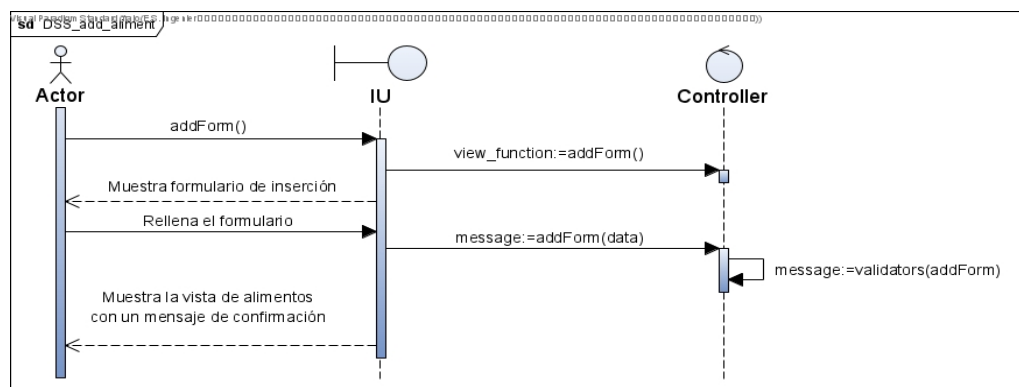 sd DSS_add_aliment
Actor
IU
Controller
addForm()
view_function:=addForm()
Muestra formulario de inserción
Rellena el formulario
message:=addForm(data)
message:=validators(addForm)
Muestra la vista de alimentos
con un mensaje de confirmación